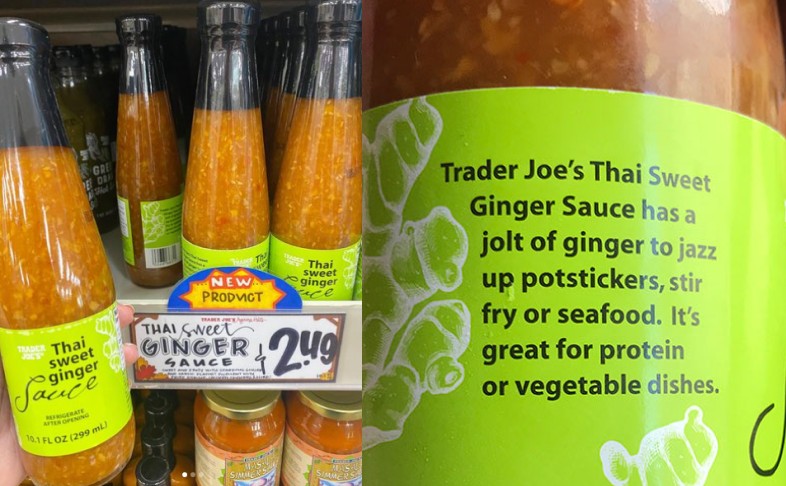 TRADER JOE'S
Thai
sweet
ginger
Sauce
REFRIGERATE
AFTER OPENING
10.1 FL OZ (299 mL)
TRADER JOE'S
Thai
sweet
ginger
Sauce
NEW
PRODUCT
THAI sweet
GINGER
SAUCE
$2.49
Trader Joe's Thai Sweet
Ginger Sauce has a
jolt of ginger to jazz
up potstickers, stir
fry or seafood. It's
great for protein
or vegetable dishes.